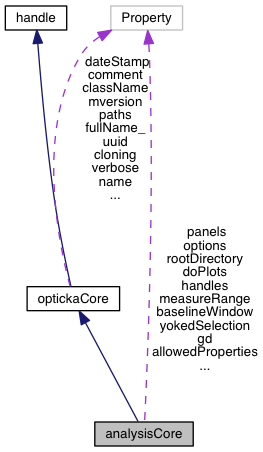 handle
Property
dateStamp
comment
className
mversion
paths
fullName_
uuid
cloning
verbose
name
...
panels
options
rootDirectory
doPlots
handles
measureRange
baselineWindow
yokedSelection
gd
allowedProperties
...
optickaCore
analysisCore